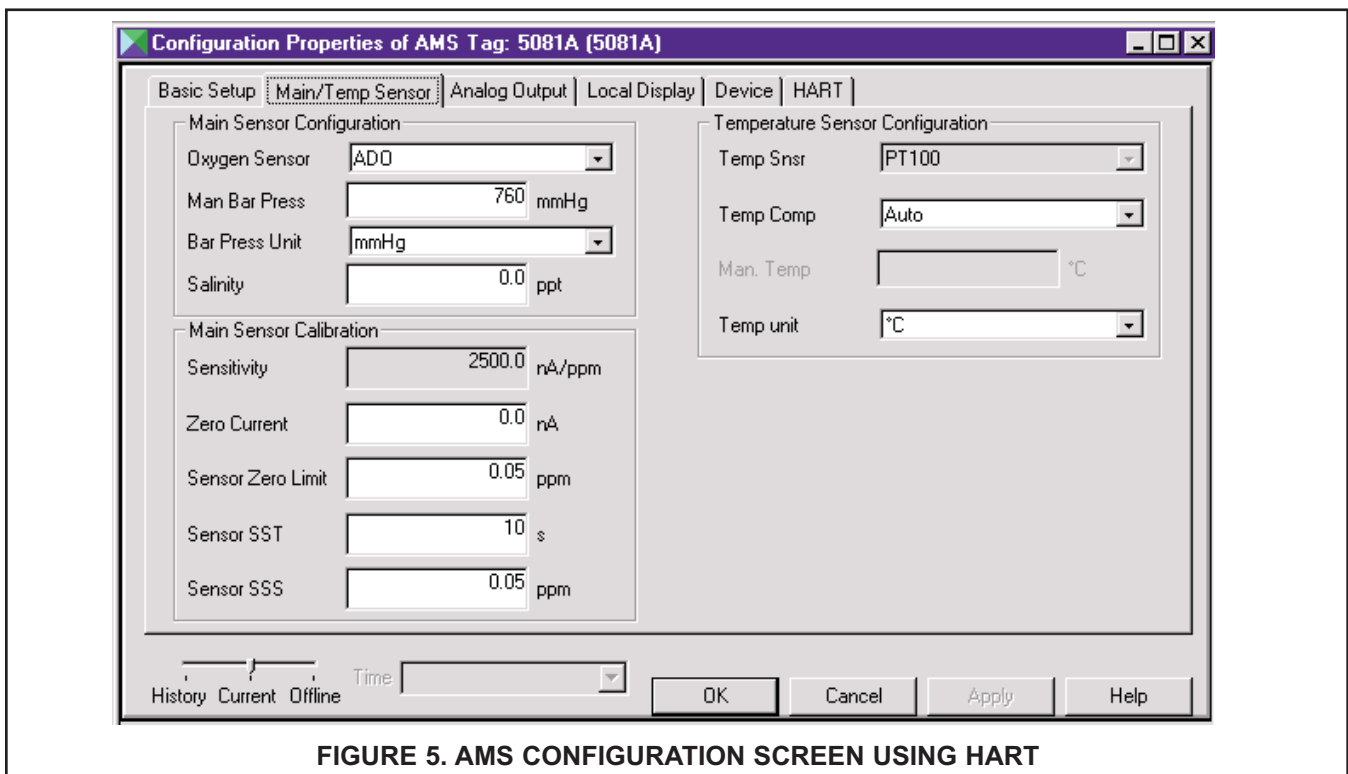 Configuration Properties of AMS Tag: 5081A (5081A)
Basic Setup Main/Temp Sensor Analog Output Local Display Device HART
Main Sensor Configuration
Oxygen Sensor ADO
Man Bar Press 760 mmHg
Bar Press Unit mmHg
Salinity 0.0 ppt
Main Sensor Calibration
Sensitivity 2500.0 nA/ppm
Zero Current 0.0 nA
Sensor Zero Limit 0.05 ppm
Sensor SST 10 s
Sensor SSS 0.05 ppm
Temperature Sensor Configuration
Temp Snsr PT100
Temp Comp Auto
Man. Temp °C
Temp unit °C
History Current Offline
Time
OK Cancel Apply Help
FIGURE 5. AMS CONFIGURATION SCREEN USING HART